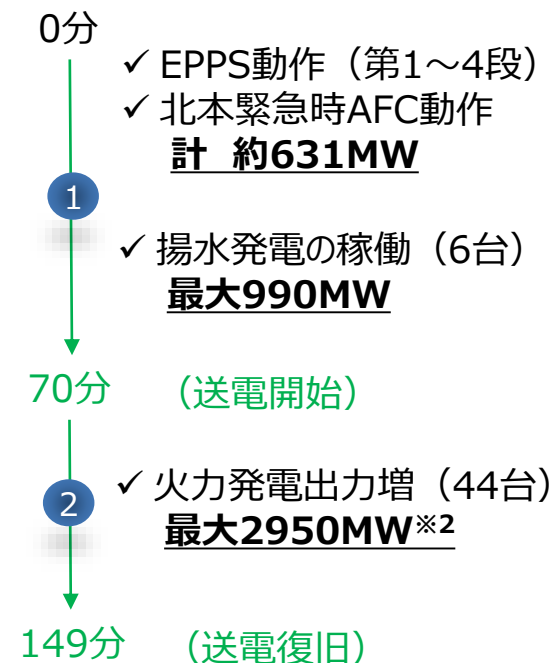 0分
✓ EPPS動作（第1～4段）
✓ 北本緊急時AFC動作
計 約631MW
1
✓ 揚水発電の稼働（6台）
最大990MW
70分 （送電開始）
✓ 火力発電出力増（44台）
2
最大2950MW※2
149分 （送電復旧）